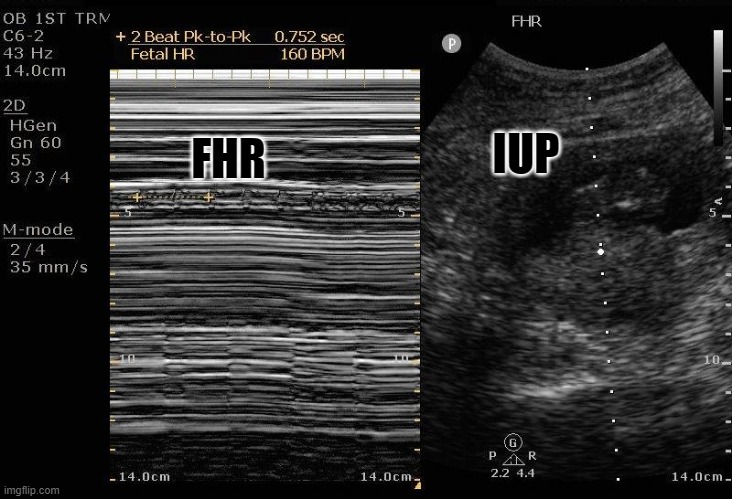 OB 1ST TRM
C6-2
43 Hz
14.0cm
2D
HGen
Gn 60
55
3/3/4
M-mode
2/4
35 mm/s
+ 2 Beat Pk-to-Pk 0.752 sec
Fetal HR 160 BPM
FHR
5 5
10 10
14.0cm 14.0cm
FHR
P
IUP
<
5
10
G
P R
2.2 4.4
14.0cm
imgflip.com